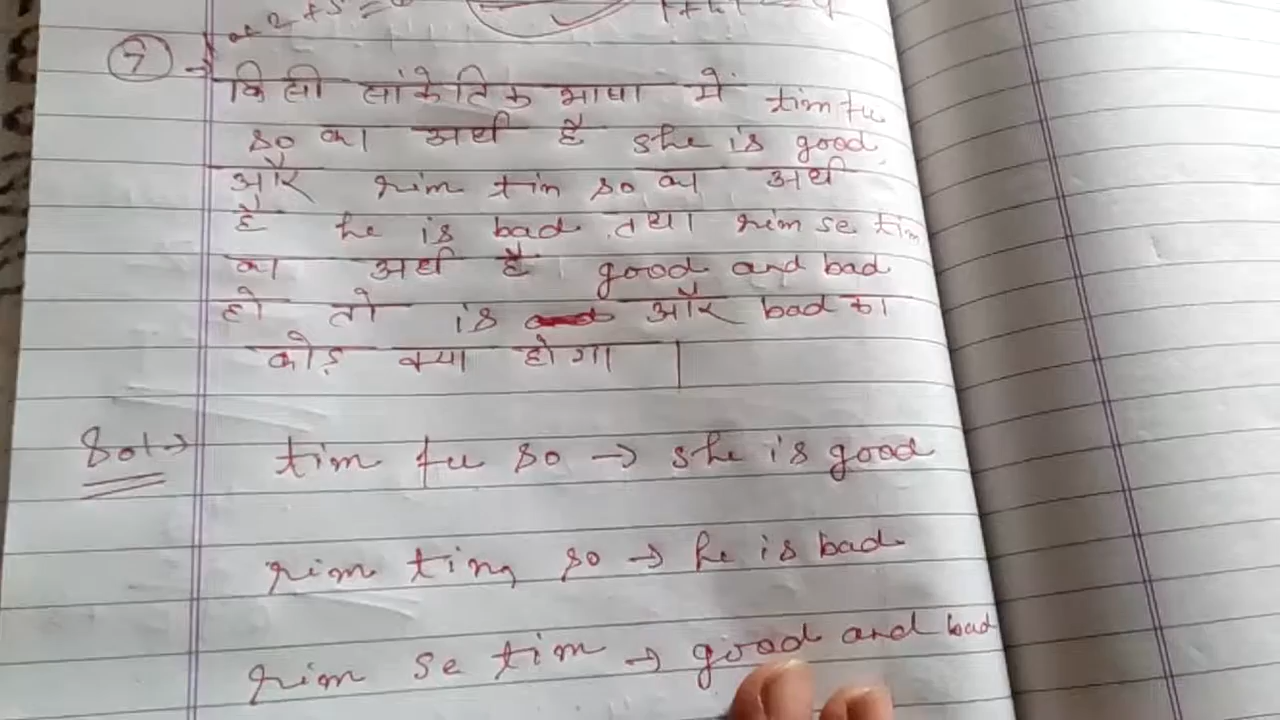 x² + 5 =
⑦ → किसी सांकेतिक भाषा में tim fu
so का अर्थ है she is good
और rim tin so का अर्थ
है he is bad तथा rim se tim
का अर्थ है good and bad
हो तो is और bad का
कोड क्या होगा |
Sol → tim fu so → she is good
rim ting so → he is bad
rim se tim → good and bad